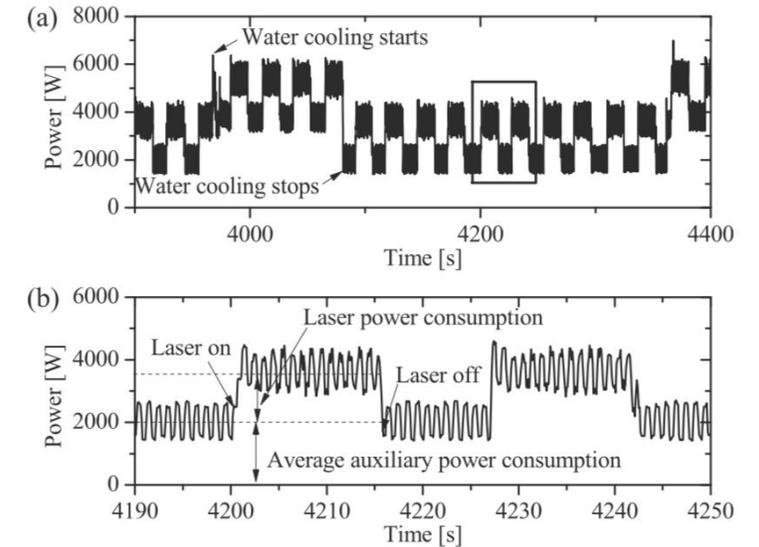 (a)
8000
6000
4000
2000
0
Power [W]
Water cooling starts
Water cooling stops
4000
4200
4400
Time [s]
(b)
6000
4000
2000
0
Power [W]
Laser power consumption
Laser on
Laser off
Average auxiliary power consumption
4190
4200
4210
4220
4230
4240
4250
Time [s]